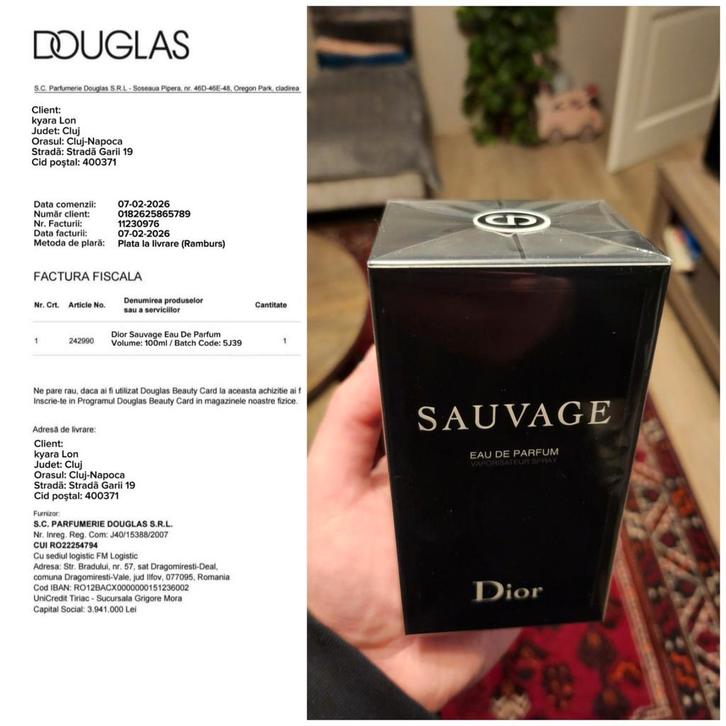 DOUGLAS
S.C. Parfumerie Douglas S.R.L - Soseaua Pipera, nr. 46D-46E-48, Oregon Park, cladirea
Client:
kyara Lon
Judet: Cluj
Orasul: Cluj-Napoca
Stradă: Stradă Garii 19
Cid poştal: 400371
Data comenzii: 07-02-2026
Număr client: 0182625865789
Nr. Facturii: 11230976
Data facturii: 07-02-2026
Metoda de plară: Plata la livrare (Ramburs)
FACTURA FISCALA
Nr. Crt. Article No. Denumirea produselor sau a serviciilor Cantitate
1 242990 Dior Sauvage Eau De Parfum 1
Volume: 100ml / Batch Code: 5J39
Ne pare rau, daca ai fi utilizat Douglas Beauty Card la aceasta achizitie ai f
Inscrie-te in Programul Douglas Beauty Card in magazinele noastre fizice.
Adresă de livrare:
Client:
kyara Lon
Judet: Cluj
Orasul: Cluj-Napoca
Stradă: Stradă Garii 19
Cid poştal: 400371
Furnizor:
S.C. PARFUMERIE DOUGLAS S.R.L.
Nr. Inreg. Reg. Com: J40/15388/2007
CUI RO22254794
Cu sediul logistic FM Logistic
Adresa: Str. Bradului, nr. 57, sat Dragomiresti-Deal,
comuna Dragomiresti-Vale, jud Ilfov, 077095, Romania
Cod IBAN: RO12BACX0000000151236002
UniCredit Tiriac - Sucursala Grigore Mora
Capital Social: 3.941.000 Lei
SAUVAGE
EAU DE PARFUM
VAPORISATEUR SPRAY
Dior